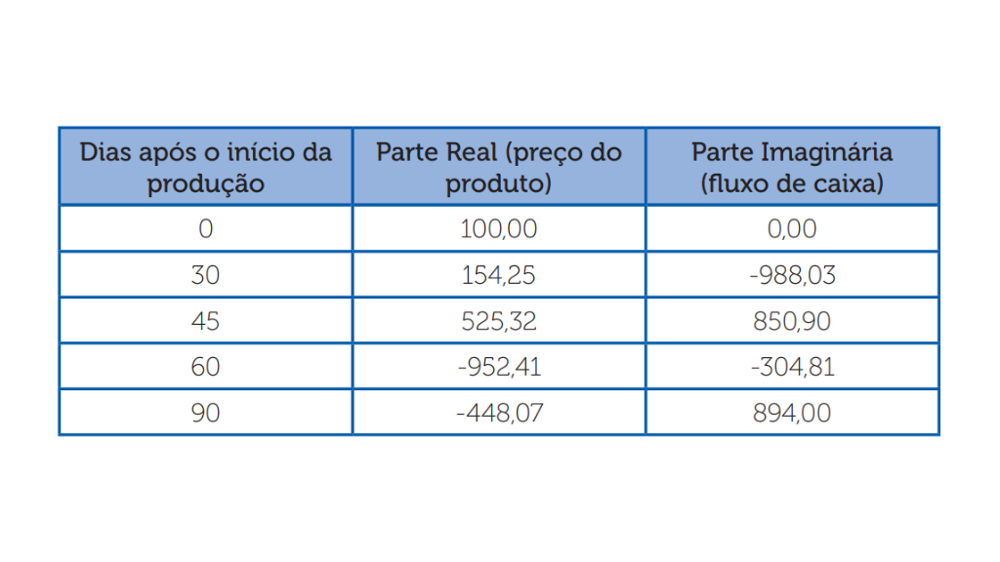 Dias após o início da
produção
Parte Real (preço do
produto)
Parte Imaginária
(fluxo de caixa)
0
100,00
0,00
30
154,25
-988,03
45
525,32
850,90
60
-952,41
-304,81
90
-448,07
894,00